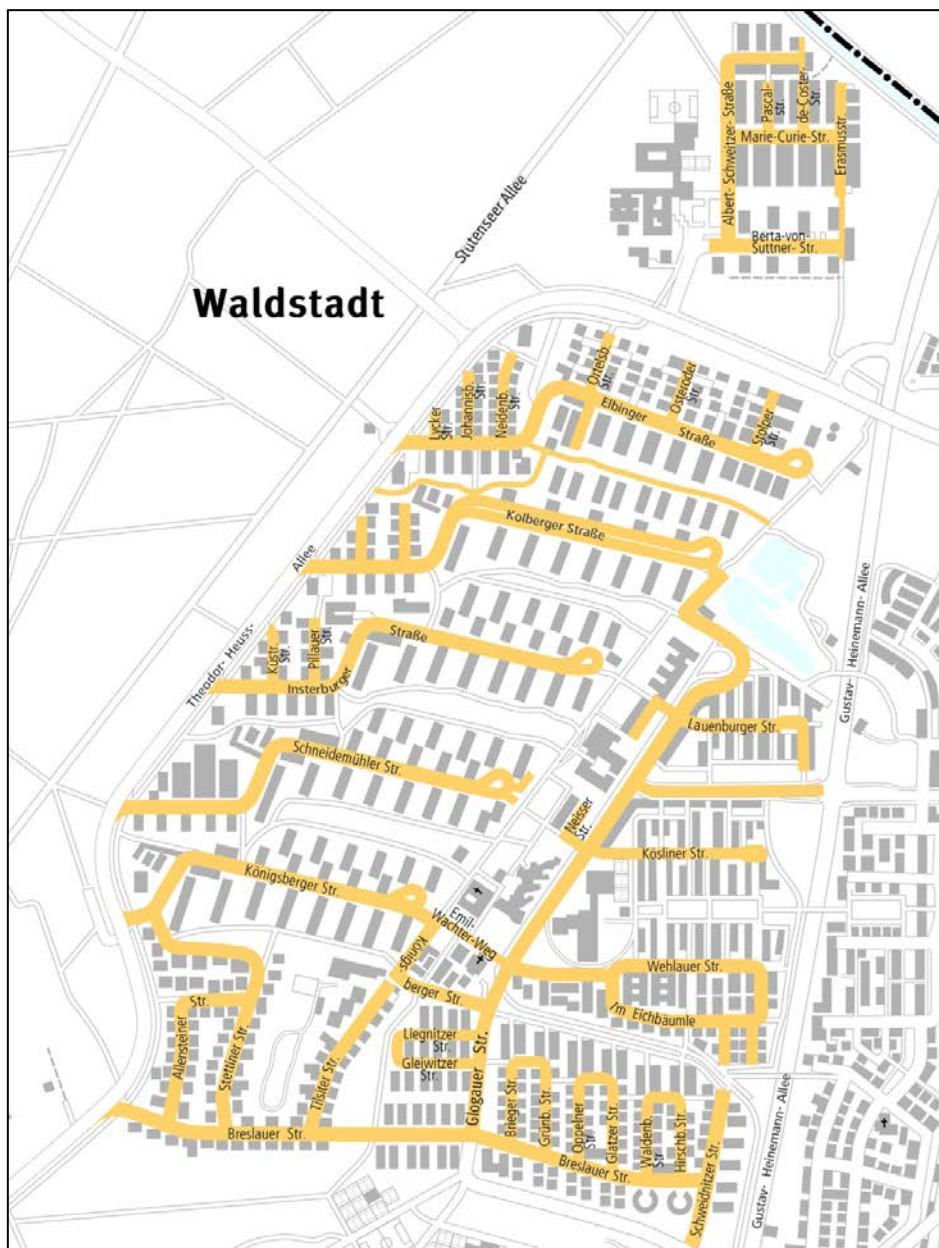 Albert- Schweitzer- Straße
Pascal-
str.
de-Coster-
Str.
Marie-Curie-Str.
Erasmusstr.
Berta-von-
Suttner- Str.
Stutenseer Allee
Waldstadt
Lycker
Str.
Johannisb.
Str.
Neidenb.
Str.
Ortelsb.
Str.
Osteroder
Str.
Stolper
Str.
Elbinger
Straße
Kolberger Straße
Theodor- Heuss-
Allee
Küstr.
Str.
Pillauer
Str.
Insterburger
Straße
Gustav- Heinemann- Allee
Lauenburger Str.
Schneidemühler Str.
Neisser
Str.
Kösliner Str.
Königsberger Str.
Emil-
Wachter-Weg
Königs-
berger Str.
Wehlauer Str.
Im Eichbäumle
Allensteiner
Str.
Stettiner Str.
Tilsiter Str.
Liegnitzer
Str.
Gleiwitzer
Str.
Glogauer Str.
Brieger Str.
Grünb. Str.
Oppelner
Str.
Glatzer Str.
Waldenb.
Str
Hirschb.Str.
Breslauer Str.
Breslauer Str.
Schweidnitzer Str.
Gustav- Heinemann-Allee